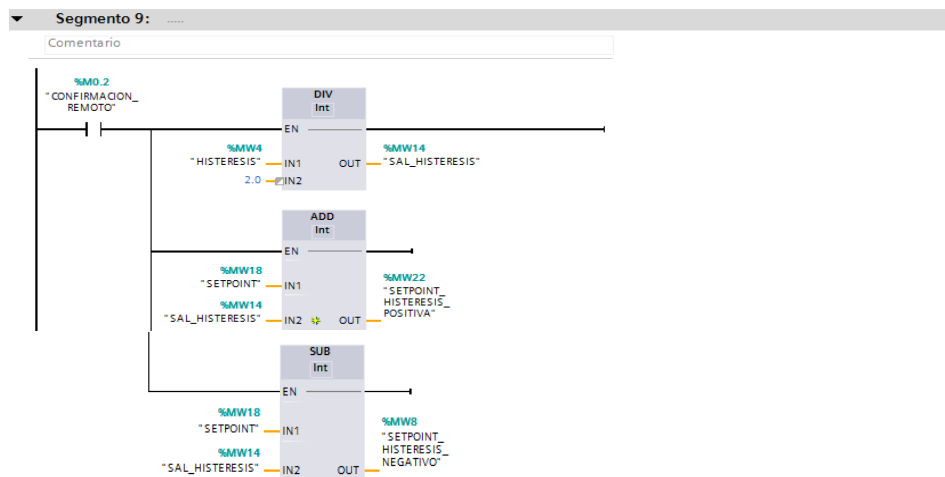 Segmento 9: .....
Comentario
%M0.2
"CONFIRMACION_
REMOTO"
DIV
Int
EN
%MW4
"HISTERESIS"
IN1
OUT
%MW14
"SAL_HISTERESIS"
2.0
IN2
ADD
Int
EN
%MW18
"SETPOINT"
IN1
%MW14
"SAL_HISTERESIS"
IN2
OUT
%MW22
"SETPOINT_
HISTERESIS_
POSITIVA"
SUB
Int
EN
%MW18
"SETPOINT"
IN1
%MW14
"SAL_HISTERESIS"
IN2
OUT
%MW8
"SETPOINT_
HISTERESIS_
NEGATIVO"